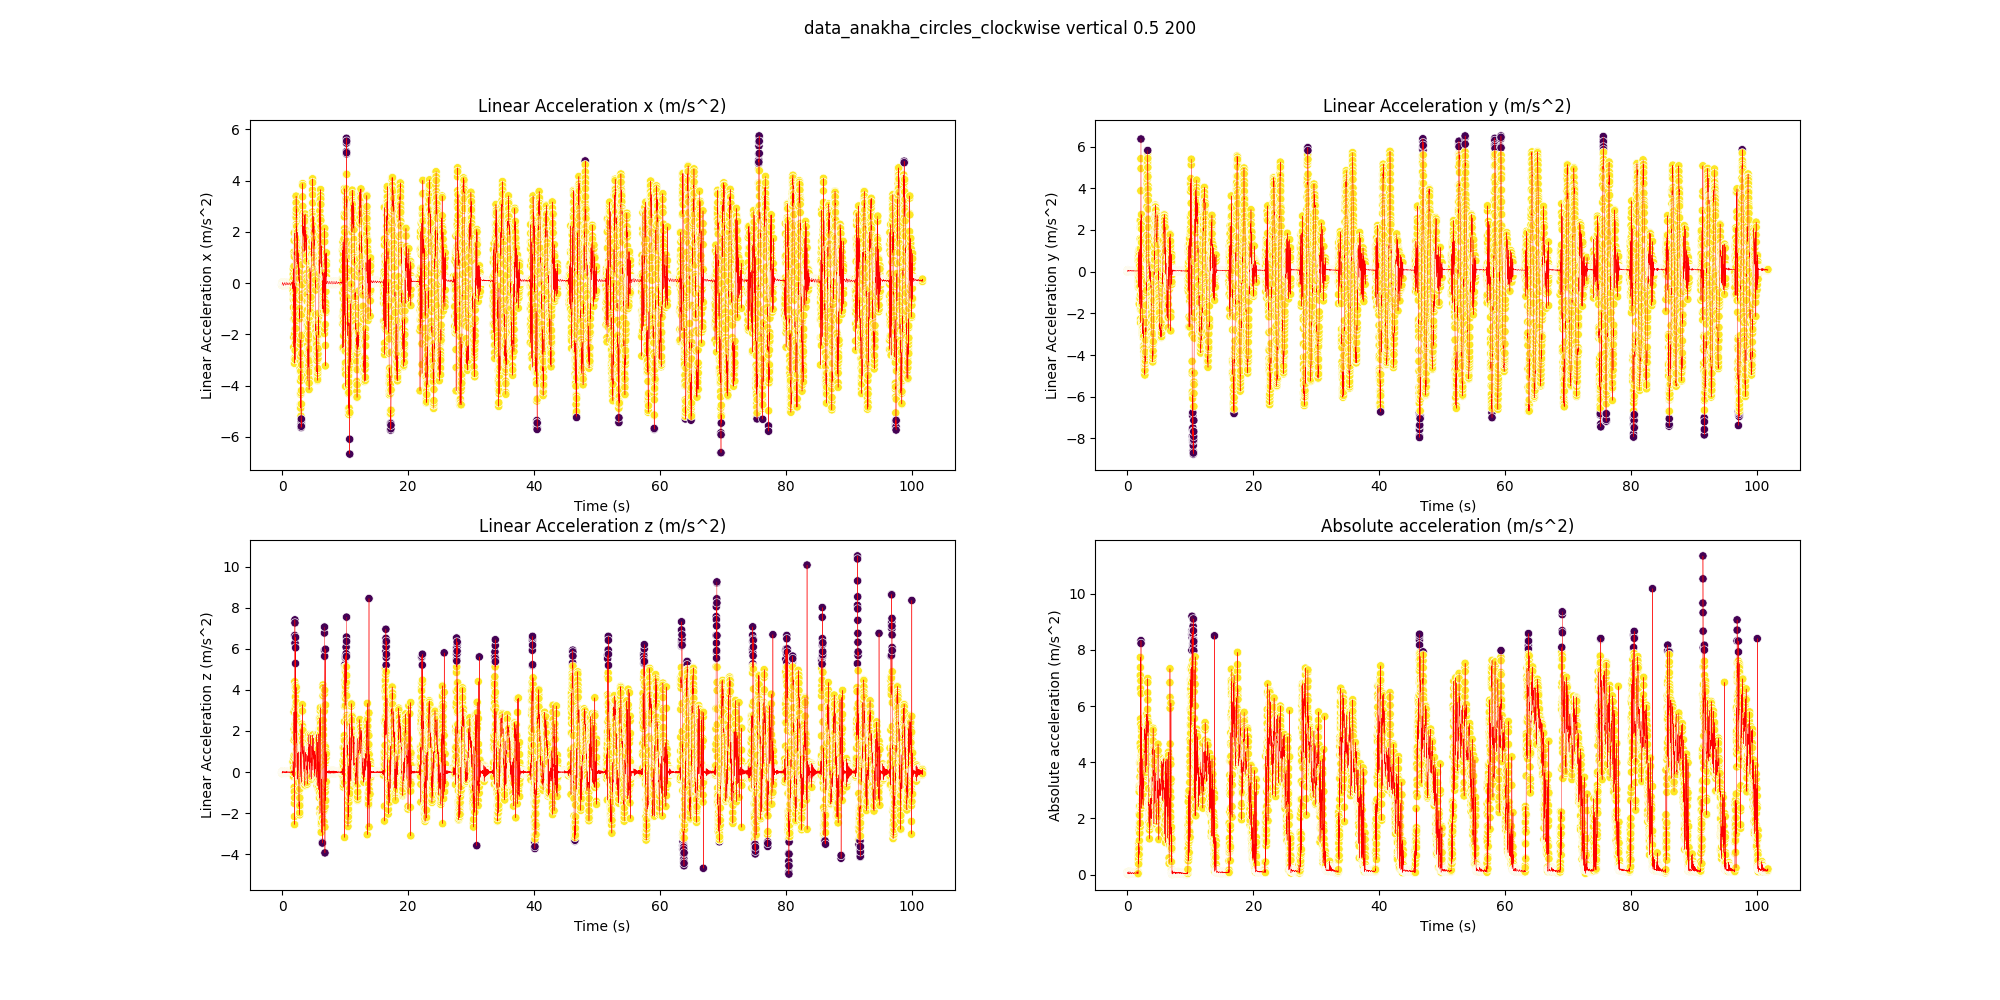 data_anakha_circles_clockwise vertical 0.5 200
Linear Acceleration x (m/s^2)
Linear Acceleration x (m/s^2)
6
4
2
0
−2
−4
−6
0 20 40 60 80 100
Time (s)
Linear Acceleration y (m/s^2)
Linear Acceleration y (m/s^2)
6
4
2
0
−2
−4
−6
−8
0 20 40 60 80 100
Time (s)
Linear Acceleration z (m/s^2)
Linear Acceleration z (m/s^2)
10
8
6
4
2
0
−2
−4
0 20 40 60 80 100
Time (s)
Absolute acceleration (m/s^2)
Absolute acceleration (m/s^2)
10
8
6
4
2
0
0 20 40 60 80 100
Time (s)